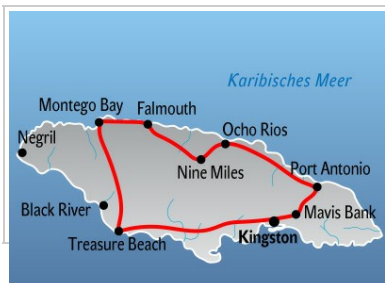 Karibisches Meer
Montego Bay
Falmouth
Ocho Rios
Negril
Nine Miles
Port Antonio
Black River
Mavis Bank
Kingston
Treasure Beach